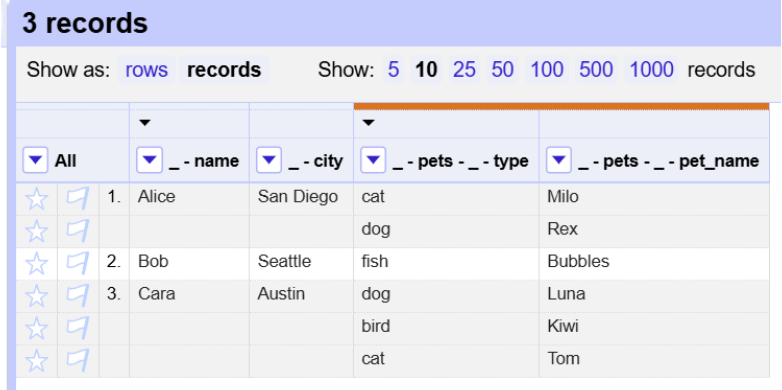 3 records
Show as: rows records Show: 5 10 25 50 100 500 1000 records
All _ - name _ - city _ - pets - _ - type _ - pets - _ - pet_name
1. Alice San Diego cat Milo
dog Rex
2. Bob Seattle fish Bubbles
3. Cara Austin dog Luna
bird Kiwi
cat Tom